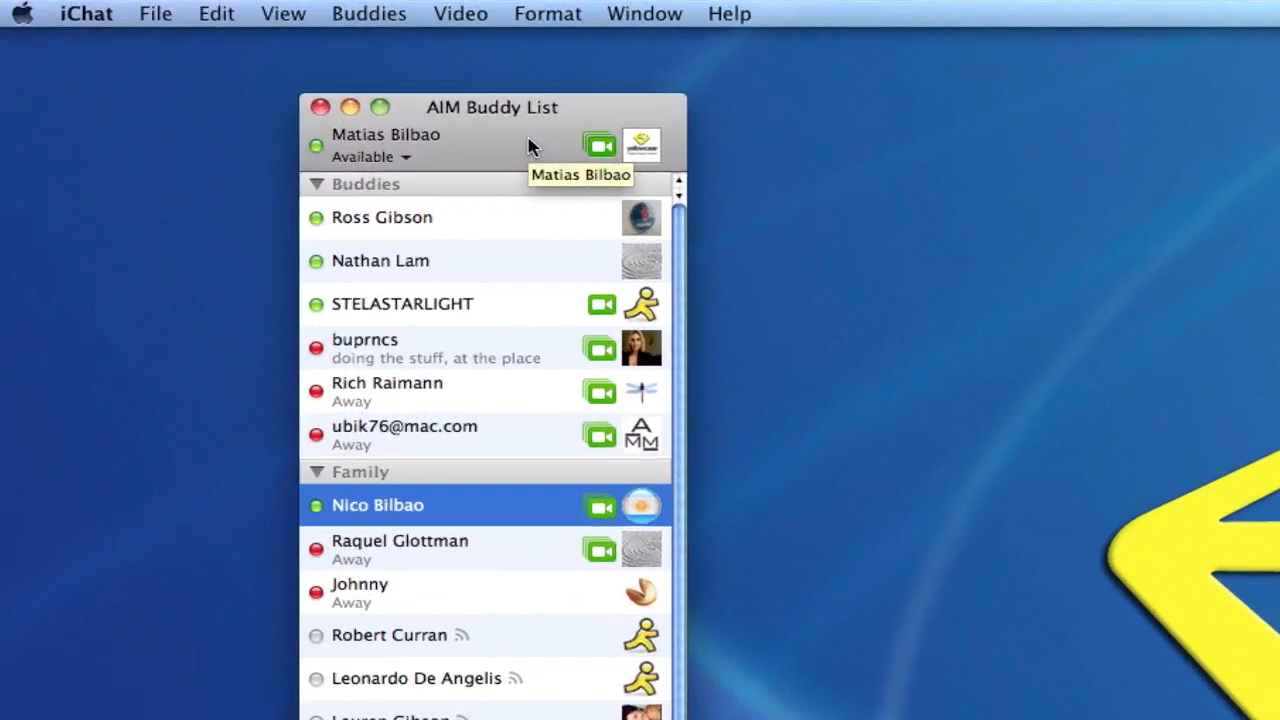 iChat File Edit View Buddies Video Format Window Help
AIM Buddy List
Matias Bilbao
Available
Matias Bilbao
Buddies
Ross Gibson
Nathan Lam
STELASTARLIGHT
buprncs
doing the stuff, at the place
Rich Raimann
Away
ubik76@mac.com
Away
Family
Nico Bilbao
Raquel Glottman
Away
Johnny
Away
Robert Curran
Leonardo De Angelis